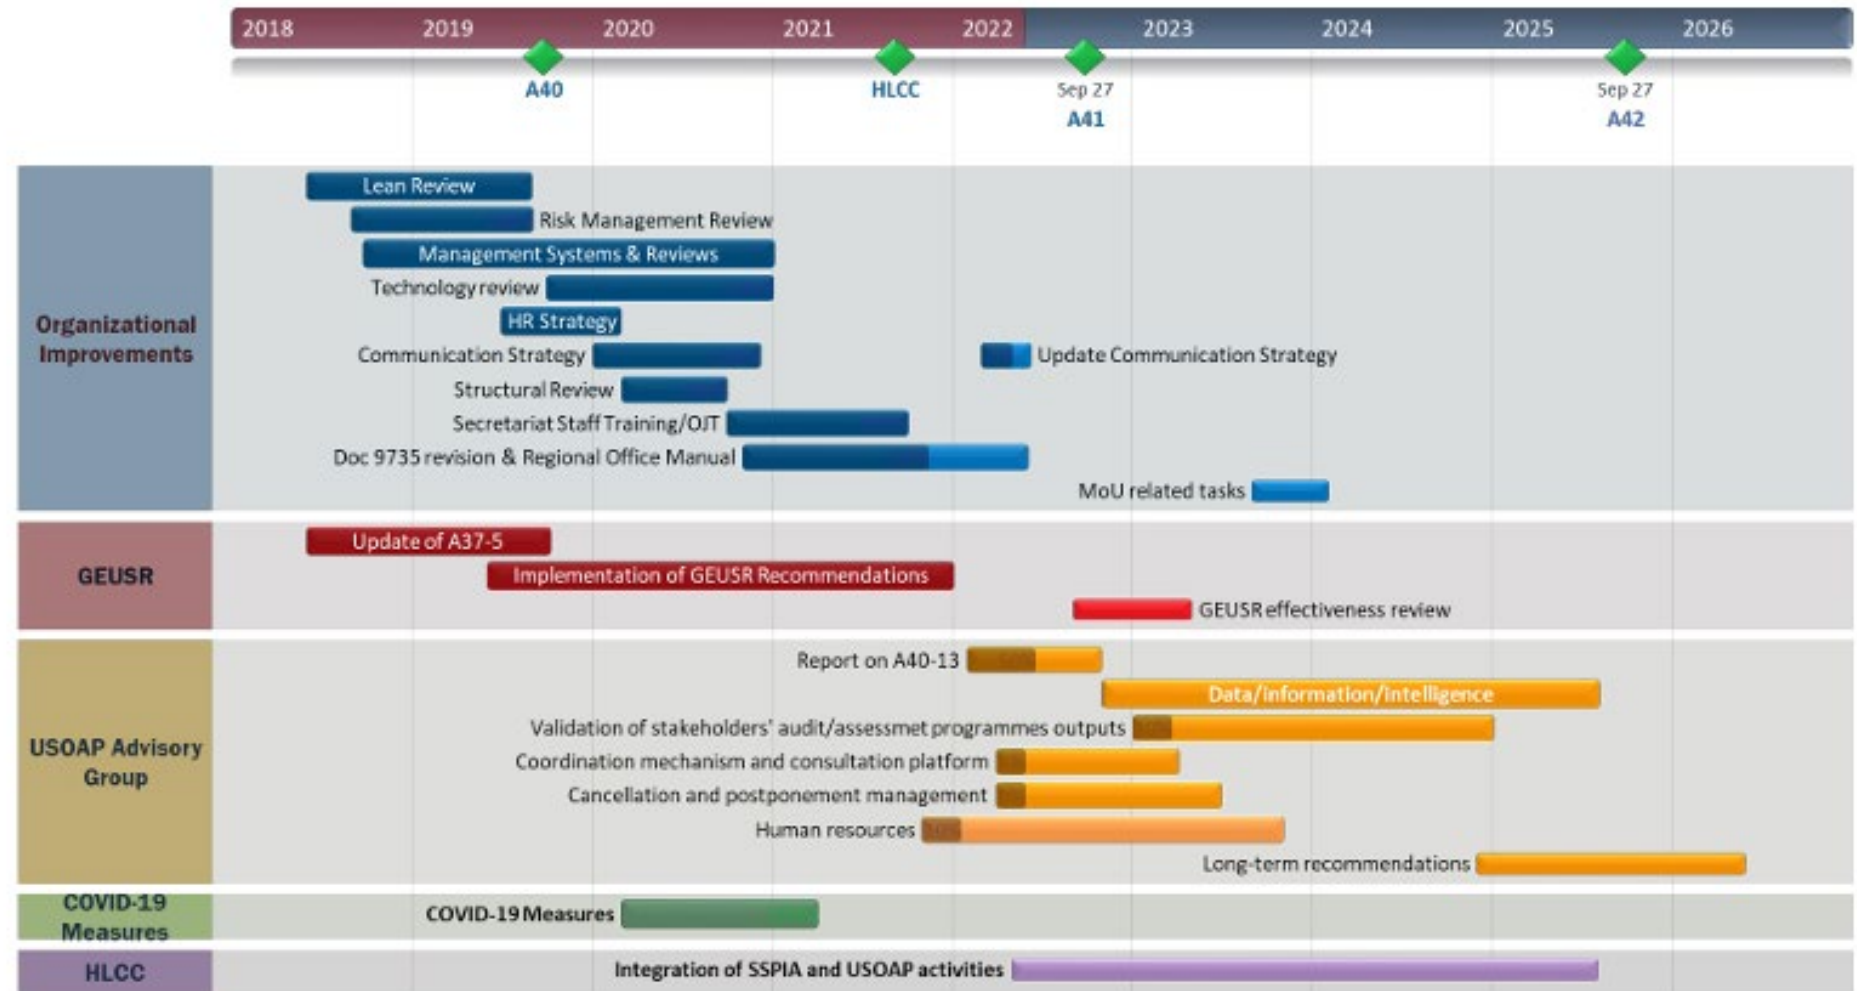 2018 2019 2020 2021 2022 2023 2024 2025 2026
A40
HLCC
Sep 27
A41
Sep 27
A42
Organizational
Improvements
Lean Review
Risk Management Review
Management Systems & Reviews
Technology review
HR Strategy
Communication Strategy
Update Communication Strategy
Structural Review
Secretariat Staff Training/OJT
Doc 9735 revision & Regional Office Manual
MoU related tasks
GEUSR
Update of A37-5
Implementation of GEUSR Recommendations
GEUSR effectiveness review
USOAP Advisory
Group
Report on A40-13
Data/information/intelligence
Validation of stakeholders' audit/assessmet programmes outputs
Coordination mechanism and consultation platform
Cancellation and postponement management
Human resources
Long-term recommendations
COVID-19
Measures
COVID-19 Measures
HLCC
Integration of SSPIA and USOAP activities